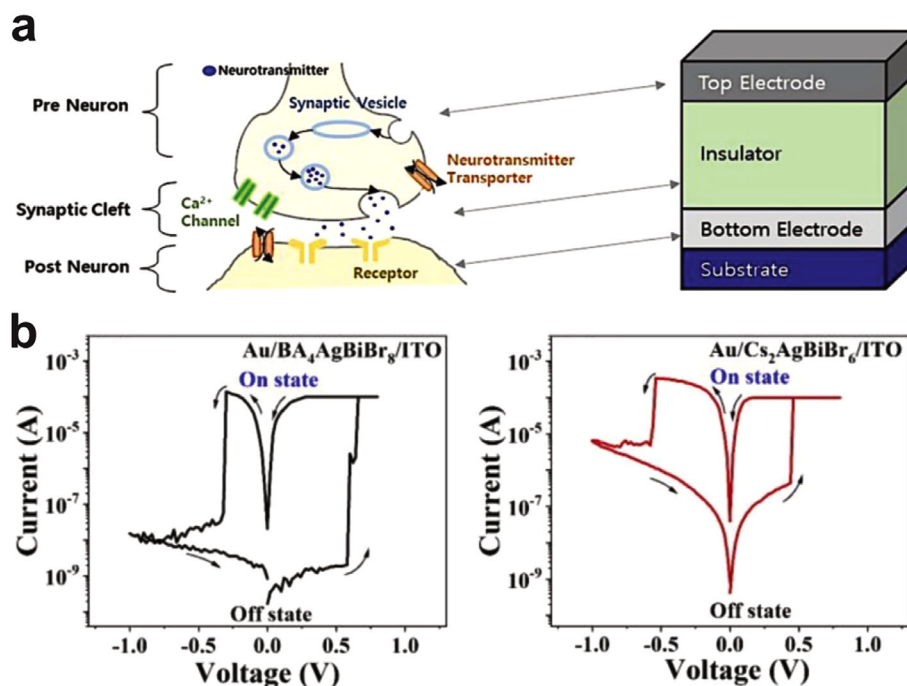 a
Neurotransmitter
Pre Neuron
Synaptic Vesicle
Neurotransmitter
Transporter
Synaptic Cleft
Ca²⁺
Channel
Post Neuron
Receptor
Top Electrode
Insulator
Bottom Electrode
Substrate
b
Au/BA₄AgBiBr₈/ITO
On state
10⁻³
10⁻⁵
10⁻⁷
10⁻⁹
Current (A)
Off state
-1.0 -0.5 0.0 0.5 1.0
Voltage (V)
Au/Cs₂AgBiBr₆/ITO
On state
10⁻³
10⁻⁵
10⁻⁷
10⁻⁹
Current (A)
Off state
-1.0 -0.5 0.0 0.5 1.0
Voltage (V)